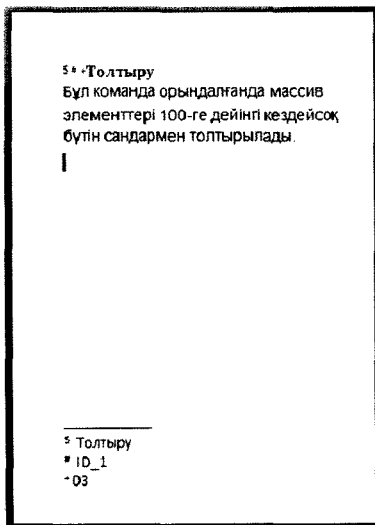 5 # +Толтыру
Бұл команда орындалғанда массив
элементтері 100-ге дейінгі кездейсоқ
бүтін сандармен толтырылады.
5 Толтыру
# ID_1
+ 03